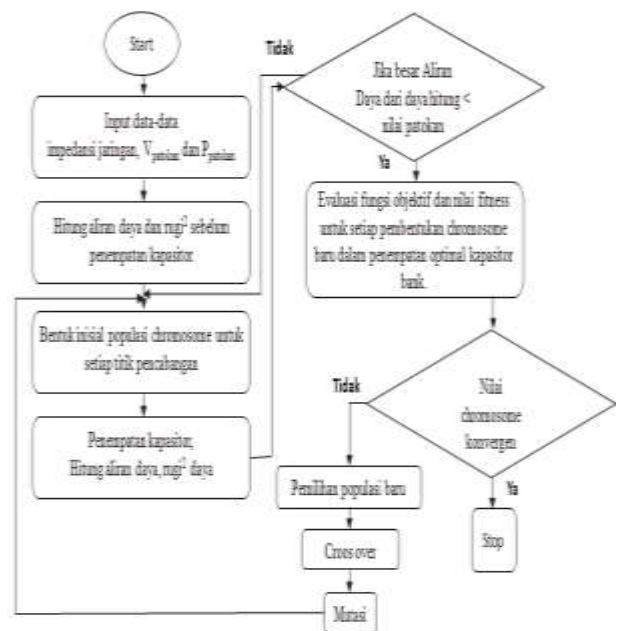 Start
Input data-data
impedansi jaringan, V patokan dan P patokan
Hitung aliran daya dan rugi² sebelum
penempatan kapasitor
Bentuk inisial populasi chromosome untuk
setiap titik pencabangan
Penempatan kapasitor,
Hitung aliran daya, rugi² daya
Tidak
Jika besar Aliran
Daya dari daya hitung <
nilai patokan
Ya
Evaluasi fungsi objektif dan nilai fitness
untuk setiap pembentukan chromosome
baru dalam penempatan optimal kapasitor
bank.
Nilai
chromosome
konvergen
Tidak
Ya
Pemilihan populasi baru
Croos over
Mutasi
Stop